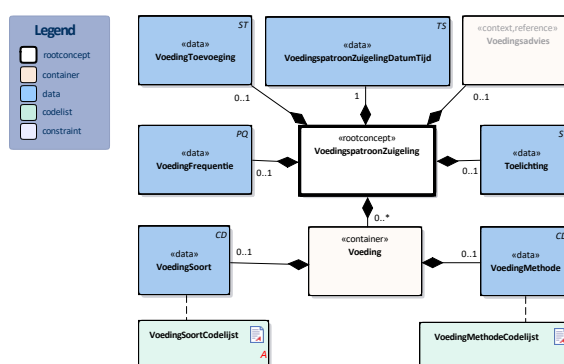 Legend
rootconcept
container
data
codelist
constraint
ST
«data»
VoedingToevoeging
TS
«data»
VoedingspatroonZuigelingDatumTijd
«context,reference»
Voedingsadvies
0..1
1
0..1
PQ
«data»
VoedingFrequentie
0..1
«rootconcept»
VoedingspatroonZuigeling
0..1
S
«data»
Toelichting
0..*
CD
«data»
VoedingSoort
0..1
«container»
Voeding
0..1
CD
«data»
VoedingMethode
VoedingSoortCodelijst
A
VoedingMethodeCodelijst